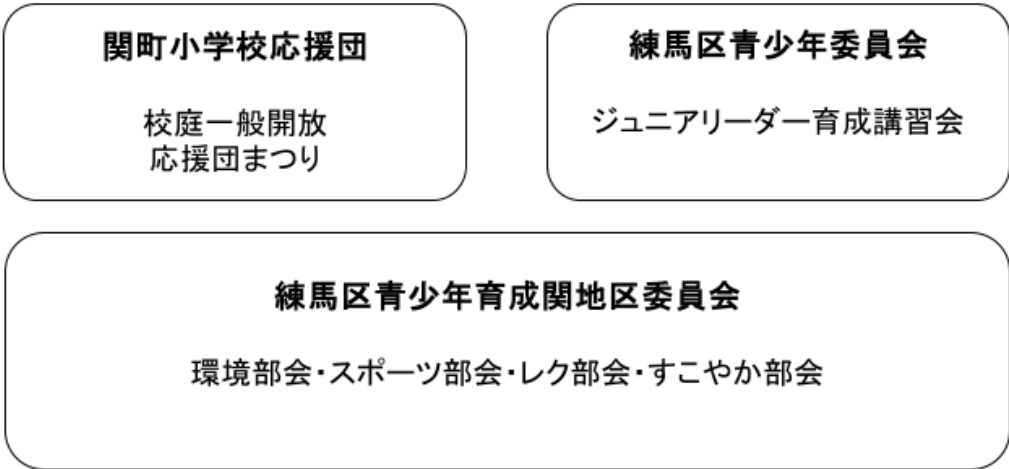 関町小学校応援団
校庭一般開放
応援団まつり
練馬区青少年委員会
ジュニアリーダー育成講習会
練馬区青少年育成関地区委員会
環境部会・スポーツ部会・レク部会・すこやか部会